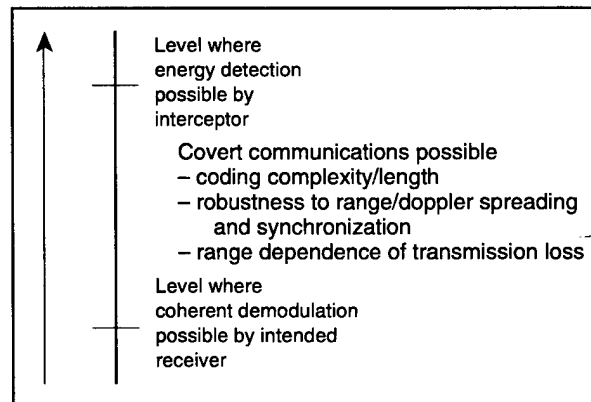 Level where
energy detection
possible by
interceptor
Covert communications possible
– coding complexity/length
– robustness to range/doppler spreading
and synchronization
– range dependence of transmission loss
Level where
coherent demodulation
possible by intended
receiver